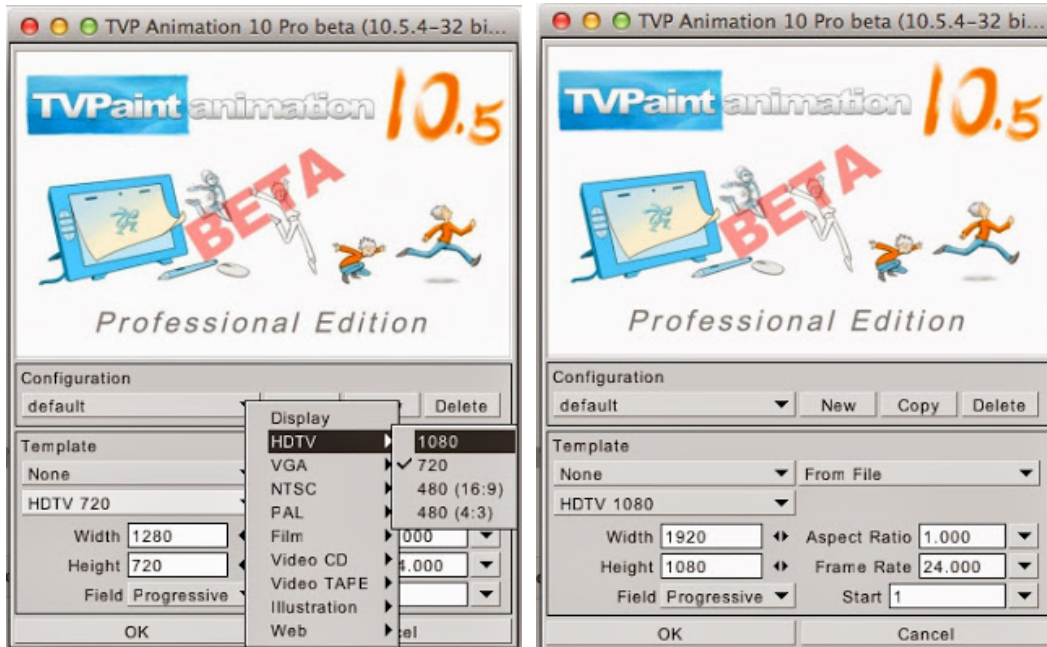 TVP Animation 10 Pro beta (10.5.4-32 bi...
TVPaint animation 10.5
BETA
Professional Edition
Configuration
default
Delete
Template
None
HDTV 720
Width 1280
Height 720
Field Progressive
OK
Display
HDTV
VGA
NTSC
PAL
Film
Video CD
Video TAPE
Illustration
Web
1080
720
480 (16:9)
480 (4:3)
TVP Animation 10 Pro beta (10.5.4-32 bi...
TVPaint animation 10.5
BETA
Professional Edition
Configuration
default New Copy Delete
Template
None From File
HDTV 1080
Width 1920 Aspect Ratio 1.000
Height 1080 Frame Rate 24.000
Field Progressive Start 1
OK Cancel